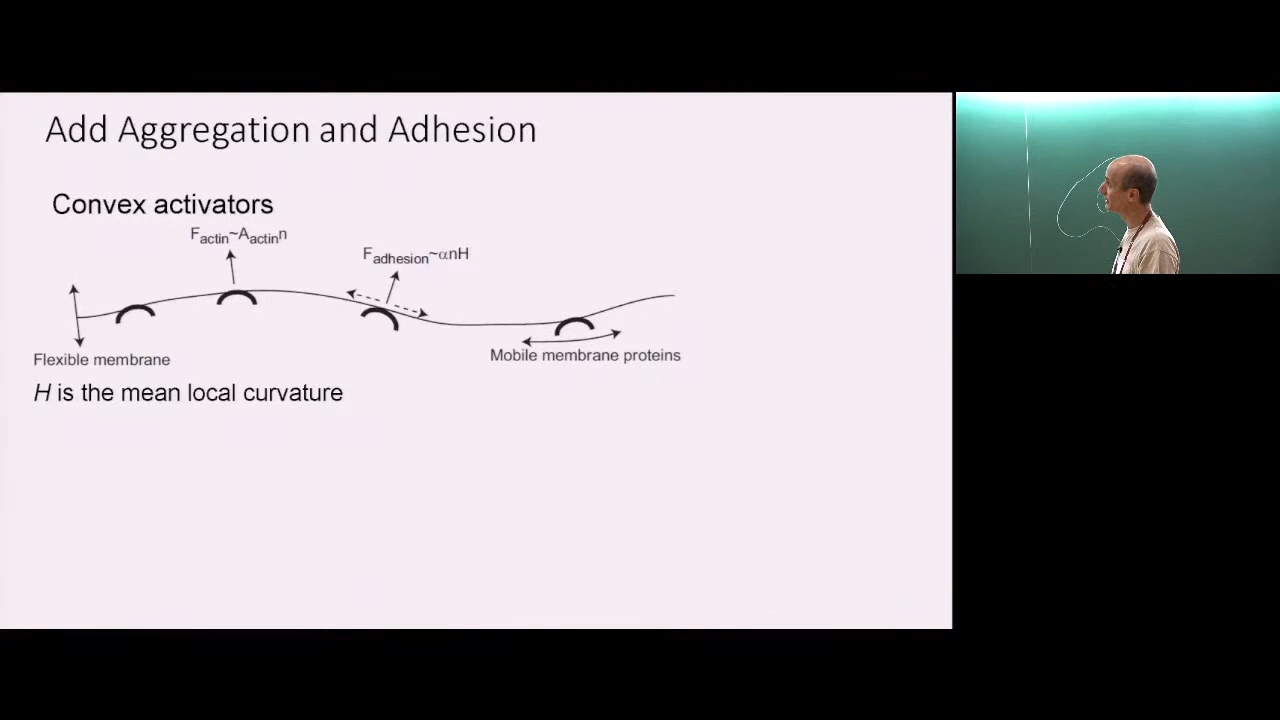 Add Aggregation and Adhesion
Convex activators
F_actin~A_actin n
F_adhesion~αnH
Flexible membrane
Mobile membrane proteins
H is the mean local curvature